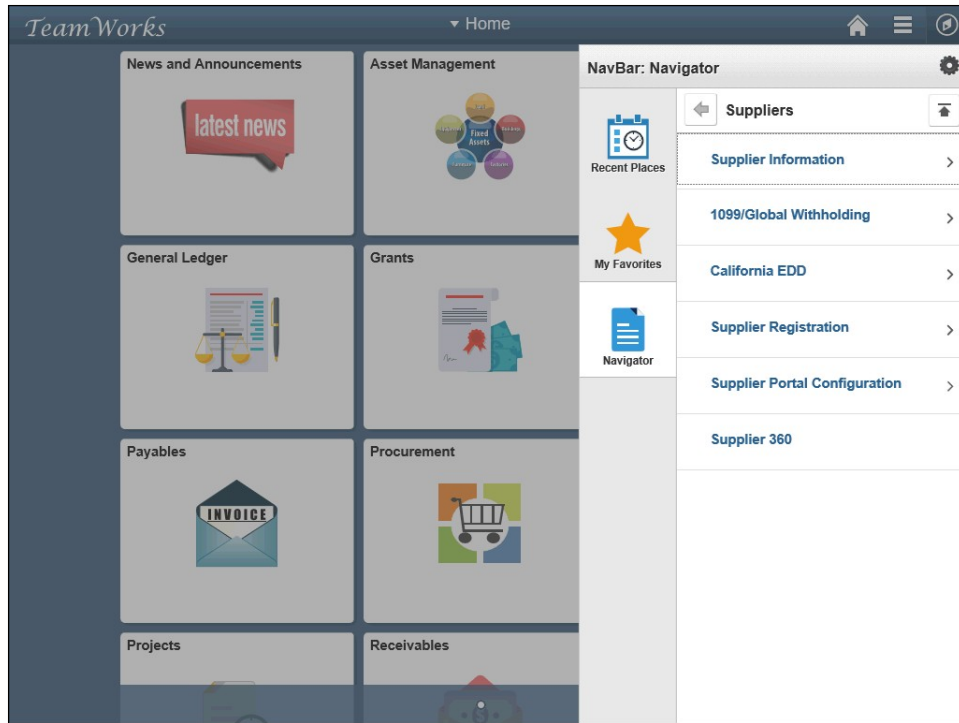 TeamWorks
Home
News and Announcements
latest news
Asset Management
Fixed
Assets
General Ledger
Grants
Payables
INVOICE
Procurement
Projects
Receivables
NavBar: Navigator
Recent Places
My Favorites
Navigator
Suppliers
Supplier Information
1099/Global Withholding
California EDD
Supplier Registration
Supplier Portal Configuration
Supplier 360